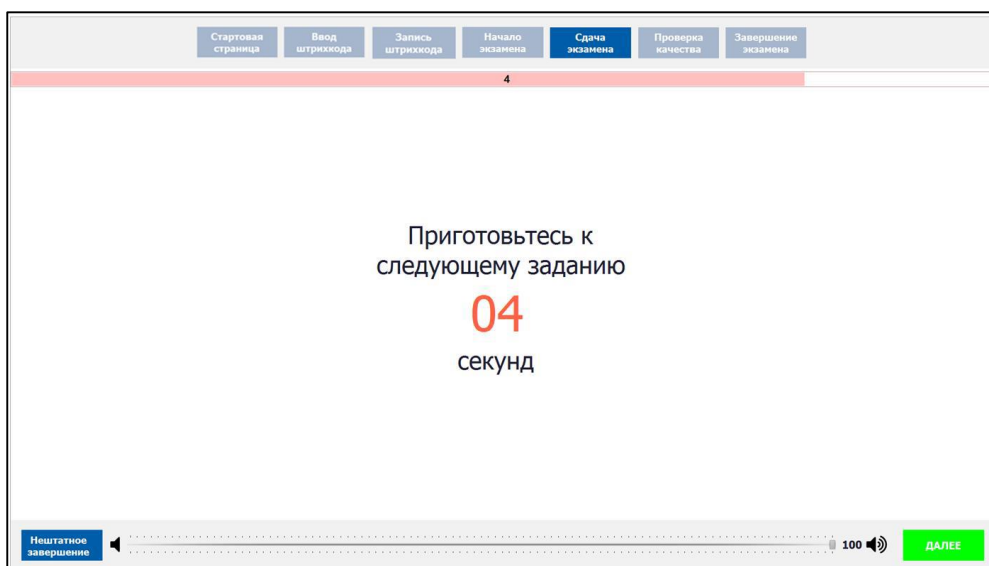 Стартовая
страница
Ввод
штрихкода
Запись
штрихкода
Начало
экзамена
Сдача
экзамена
Проверка
качества
Завершение
экзамена
4
Приготовьтесь к
следующему заданию
04
секунд
Нештатное
завершение
100
ДАЛЕЕ